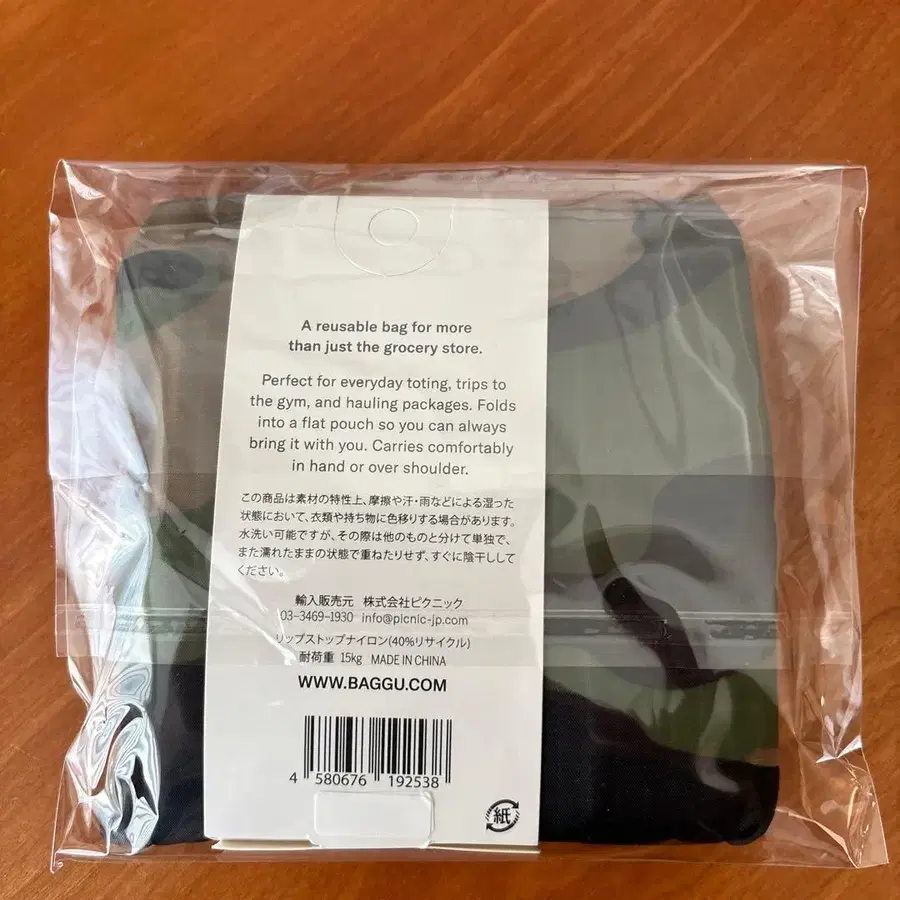 A reusable bag for more
than just the grocery store.
Perfect for everyday toting, trips to
the gym, and hauling packages. Folds
into a flat pouch so you can always
bring it with you. Carries comfortably
in hand or over shoulder.
この商品は素材の特性上、摩擦や汗・雨などによる湿った
状態において、衣類や持ち物に色移りする場合があります。
水洗い可能ですが、その際は他のものと分けて単独で、
また濡れたままの状態で重ねたりせず、すぐに陰干しして
ください。
輸入販売元 株式会社ピクニック
03-3469-1930 info@picnic-jp.com
リップストップナイロン(40%リサイクル)
耐荷重 15kg MADE IN CHINA
WWW.BAGGU.COM
4 580676 192538
紙